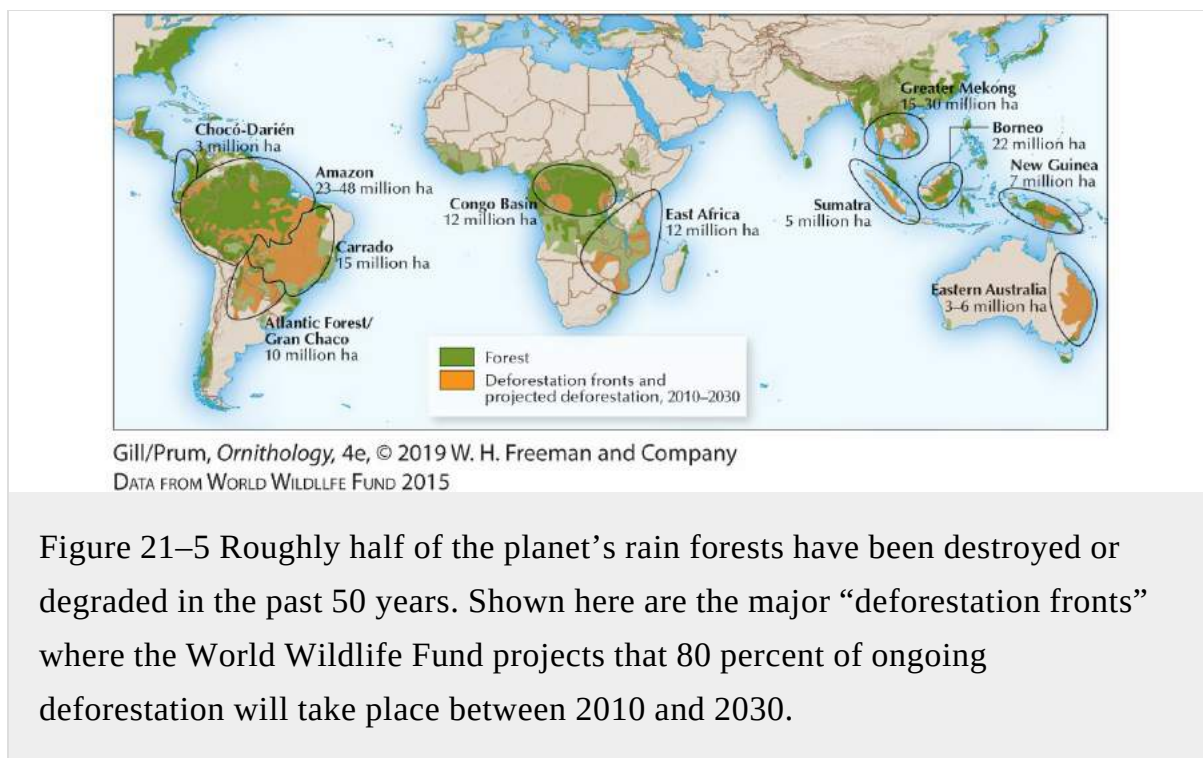 Greater Mekong
15–30 million ha
Chocó-Darién
3 million ha
Borneo
22 million ha
New Guinea
7 million ha
Amazon
23–48 million ha
Congo Basin
12 million ha
East Africa
12 million ha
Sumatra
5 million ha
Carrado
15 million ha
Eastern Australia
3–6 million ha
Atlantic Forest/
Gran Chaco
10 million ha
Forest
Deforestation fronts and
projected deforestation, 2010–2030
Gill/Prum, Ornithology, 4e, © 2019 W. H. Freeman and Company
DATA FROM WORLD WILDLLFE FUND 2015
Figure 21–5 Roughly half of the planet’s rain forests have been destroyed or
degraded in the past 50 years. Shown here are the major “deforestation fronts”
where the World Wildlife Fund projects that 80 percent of ongoing
deforestation will take place between 2010 and 2030.